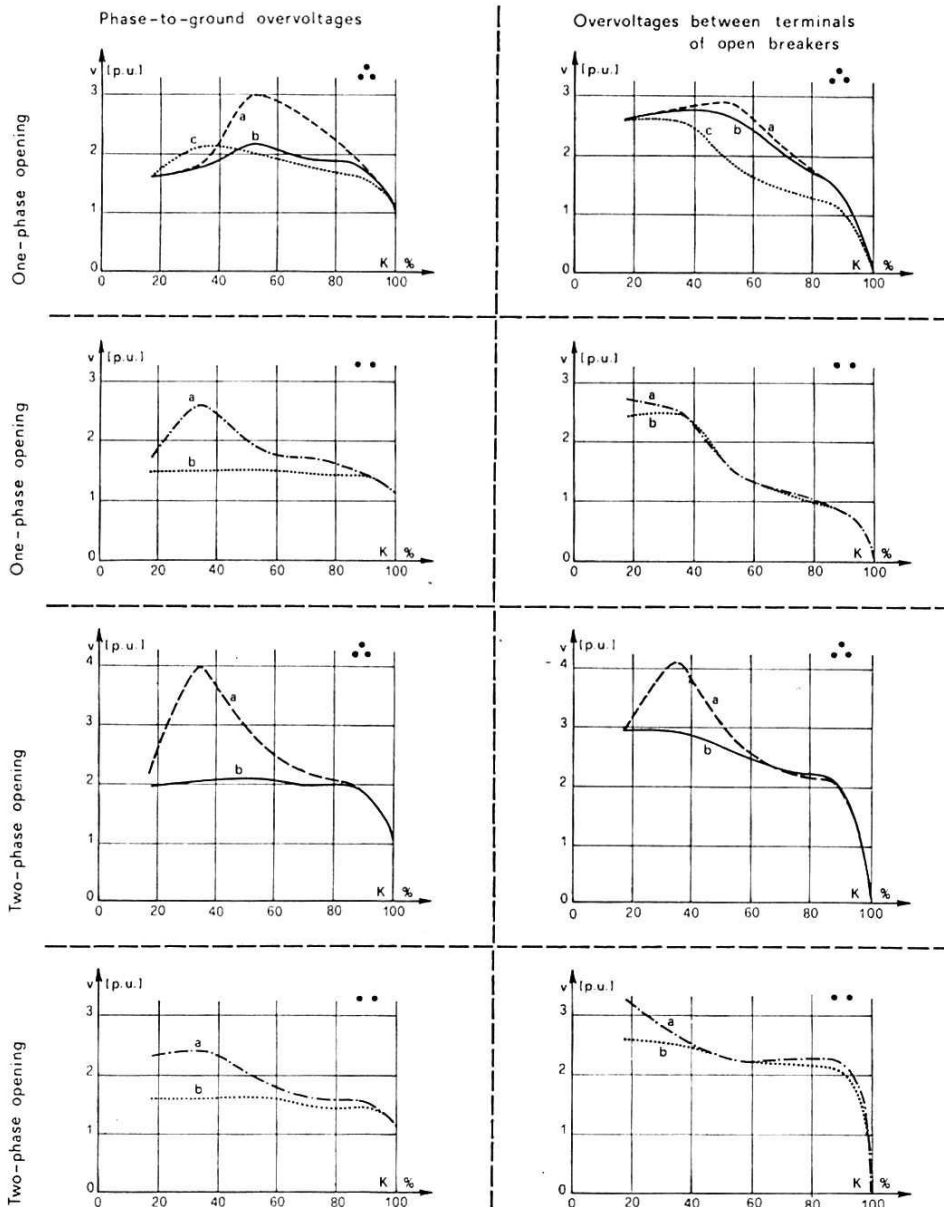 Phase-to-ground overvoltages
Overvoltages between terminals
of open breakers
One-phase opening
v [p.u.]
3
2
1
0
a
b
c
K %
0 20 40 60 80 100
v [p.u.]
3
2
1
0
a
b
c
K %
0 20 40 60 80 100
One-phase opening
v [p.u.]
3
2
1
0
a
b
K %
0 20 40 60 80 100
v [p.u.]
3
2
1
0
a
b
K %
0 20 40 60 80 100
Two-phase opening
v [p.u.]
4
3
2
1
0
a
b
K %
0 20 40 60 80 100
v [p.u.]
4
3
2
1
0
a
b
K %
0 20 40 60 80 100
Two-phase opening
v [p.u.]
3
2
1
0
a
b
K %
0 20 40 60 80 100
v [p.u.]
3
2
1
0
a
b
K %
0 20 40 60 80 100